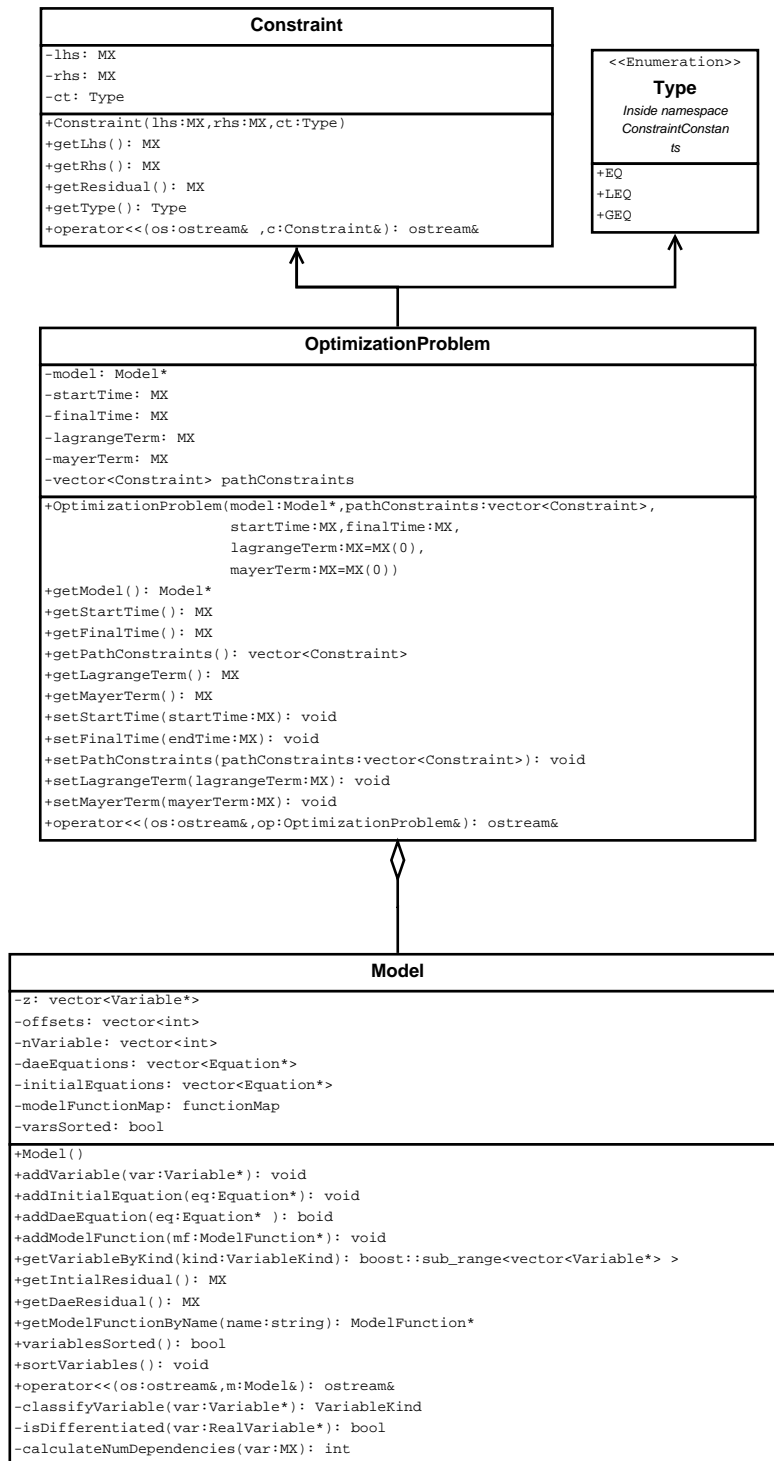 Constraint
-lhs: MX
-rhs: MX
-ct: Type
+Constraint(lhs:MX,rhs:MX,ct:Type)
+getLhs(): MX
+getRhs(): MX
+getResidual(): MX
+getType(): Type
+operator<<(os:ostream& ,c:Constraint&): ostream&
<<Enumeration>>
Type
Inside namespace
ConstraintConstan
ts
+EQ
+LEQ
+GEQ
OptimizationProblem
-model: Model*
-startTime: MX
-finalTime: MX
-lagrangeTerm: MX
-mayerTerm: MX
-vector<Constraint> pathConstraints
+OptimizationProblem(model:Model*,pathConstraints:vector<Constraint>,
startTime:MX,finalTime:MX,
lagrangeTerm:MX=MX(0),
mayerTerm:MX=MX(0))
+getModel(): Model*
+getStartTime(): MX
+getFinalTime(): MX
+getPathConstraints(): vector<Constraint>
+getLagrangeTerm(): MX
+getMayerTerm(): MX
+setStartTime(startTime:MX): void
+setFinalTime(endTime:MX): void
+setPathConstraints(pathConstraints:vector<Constraint>): void
+setLagrangeTerm(lagrangeTerm:MX): void
+setMayerTerm(mayerTerm:MX): void
+operator<<(os:ostream&,op:OptimizationProblem&): ostream&
Model
-z: vector<Variable*>
-offsets: vector<int>
-nVariable: vector<int>
-daeEquations: vector<Equation*>
-initialEquations: vector<Equation*>
-modelFunctionMap: functionMap
-varsSorted: bool
+Model()
+addVariable(var:Variable*): void
+addInitialEquation(eq:Equation*): void
+addDaeEquation(eq:Equation* ): boid
+addModelFunction(mf:ModelFunction*): void
+getVariableByKind(kind:VariableKind): boost::sub_range<vector<Variable*> >
+getIntialResidual(): MX
+getDaeResidual(): MX
+getModelFunctionByName(name:string): ModelFunction*
+variablesSorted(): bool
+sortVariables(): void
+operator<<(os:ostream&,m:Model&): ostream&
-classifyVariable(var:Variable*): VariableKind
-isDifferentiated(var:RealVariable*): bool
-calculateNumDependencies(var:MX): int